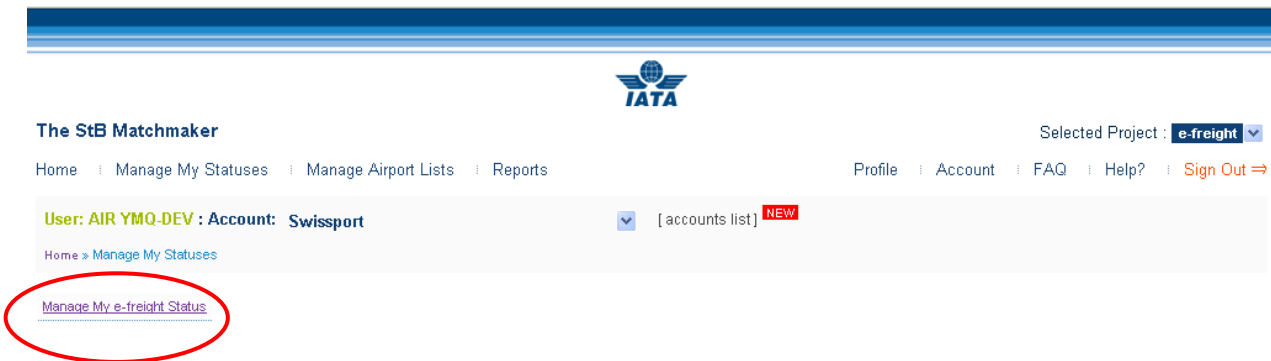 IATA
The StB Matchmaker
Selected Project : e-freight
Home Manage My Statuses Manage Airport Lists Reports
Profile Account FAQ Help? Sign Out ⇒
User: AIR YMQ-DEV : Account: Swissport [ accounts list ] NEW
Home » Manage My Statuses
Manage My e-freight Status